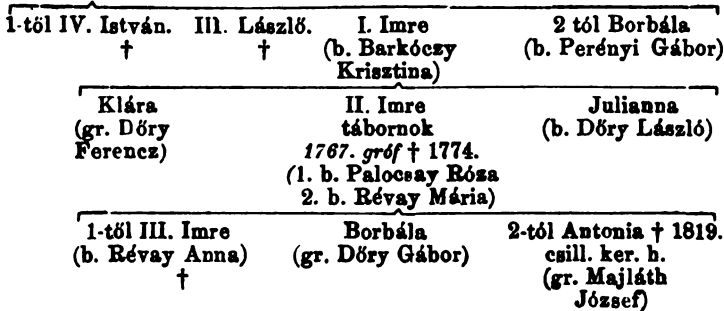 1-től IV. István. III. László. I. Imre 2 tól Borbála
† † (b. Barkóczy (b. Perényi Gábor)
Krisztina)
Klára II. Imre Julianna
(gr. Dőry tábornok (b. Dőry László)
Ferencz) 1767. gróf † 1774.
(1. b. Palocsay Róza
2. b. Révay Mária)
1-től III. Imre Borbála 2-tól Antonia † 1819.
(b. Révay Anna) (gr. Dőry Gábor) csill. ker. h.
† (gr. Majláth
József)